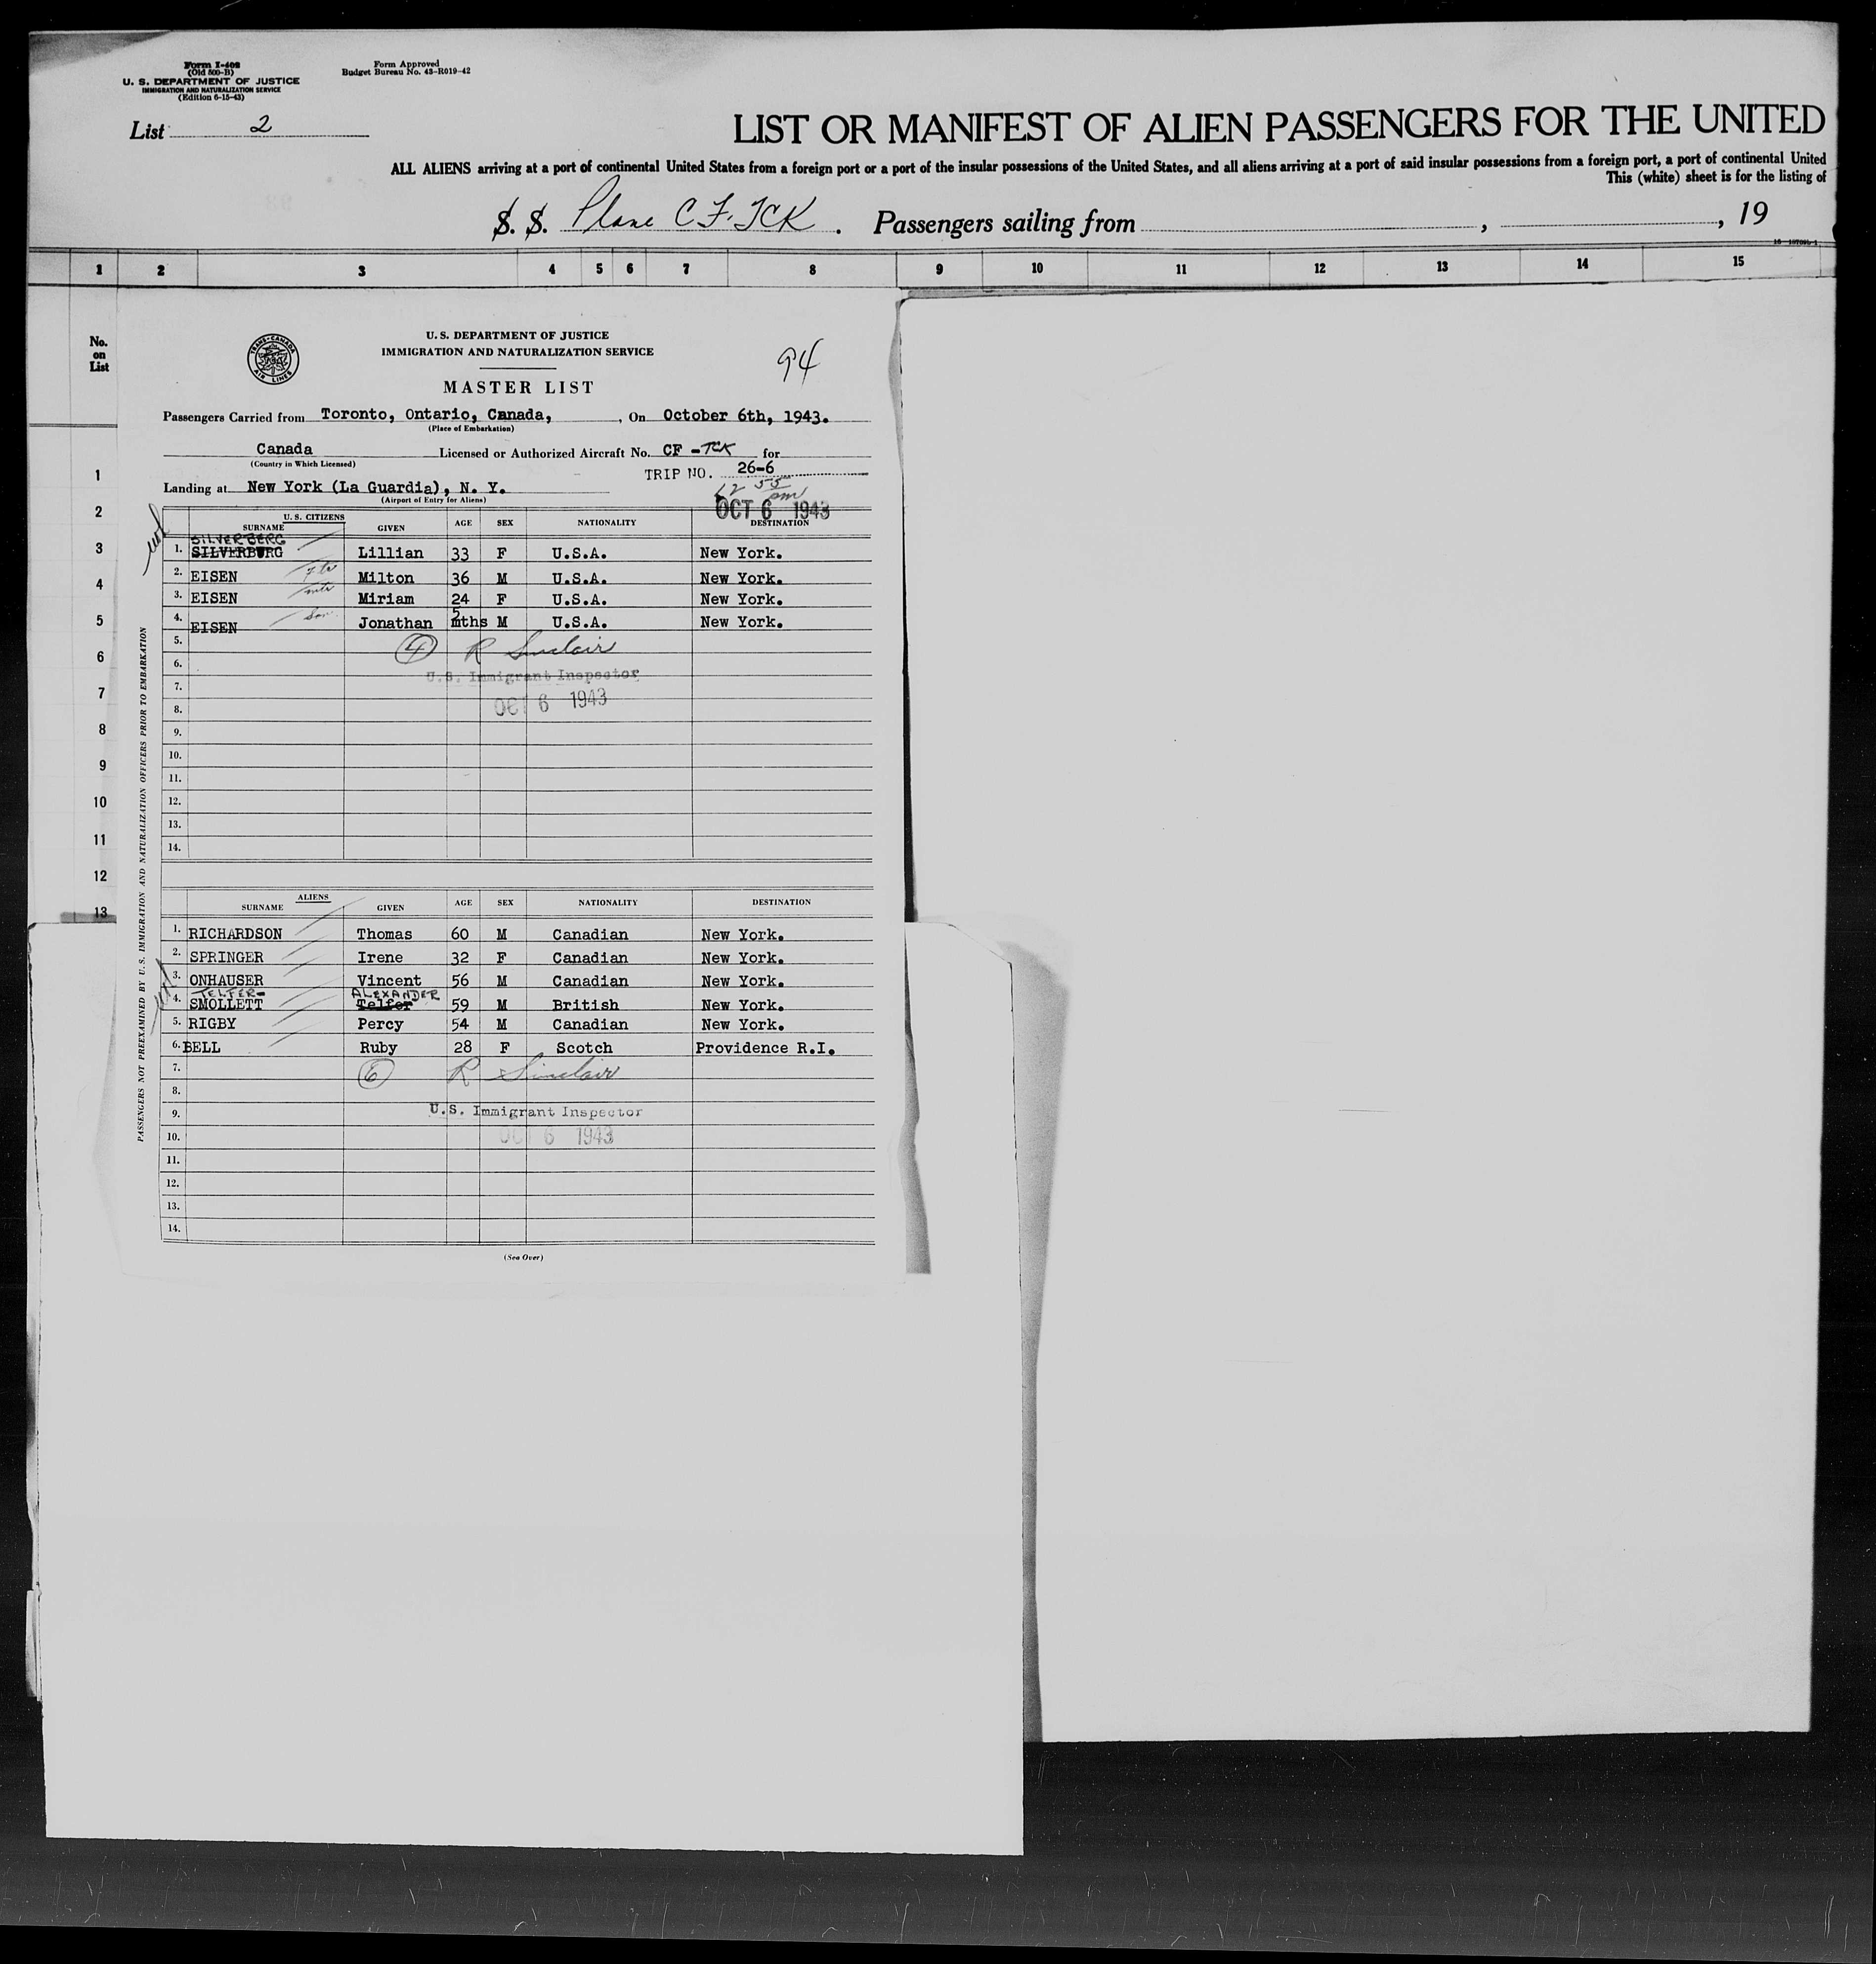 Form I-408
(Old 500-B)
U. S. DEPARTMENT OF JUSTICE
IMMIGRATION AND NATURALIZATION SERVICE
(Edition 6-15-43)
Form Approved
Budget Bureau No. 43-R019-42
List 2
LIST OR MANIFEST OF ALIEN PASSENGERS FOR THE UNITED
ALL ALIENS arriving at a port of continental United States from a foreign port or a port of the insular possessions of the United States, and all aliens arriving at a port of said insular possessions from a foreign port, a port of continental United
This (white) sheet is for the listing of
S. S. Plane CF-TCK. Passengers sailing from , , 19
1 2 3 4 5 6 7 8 9 10 11 12 13 14 15
No.
on
List
1
2
3
4
5
6
7
8
9
10
11
12
13
TRANS-CANADA AIR LINES
U. S. DEPARTMENT OF JUSTICE
IMMIGRATION AND NATURALIZATION SERVICE
94
MASTER LIST
Passengers Carried from Toronto, Ontario, Canada, , On October 6th, 1943.
(Place of Embarkation)
Canada Licensed or Authorized Aircraft No. CF -TCK for
(Country in Which Licensed)
TRIP NO. 26-6
Landing at New York (La Guardia), N. Y.
(Airport of Entry for Aliens)
12 55 pm
OCT 6 1943
U. S. CITIZENS
SURNAME GIVEN AGE SEX NATIONALITY DESTINATION
SILVERBERG
1. SILVERBURG Lillian 33 F U.S.A. New York.
2. EISEN Milton 36 M U.S.A. New York.
3. EISEN Miriam 24 F U.S.A. New York.
4. EISEN Son Jonathan 5 mths M U.S.A. New York.
5.
4 R Sinclair
6.
U.S. Immigrant Inspector
7.
OCT 6 1943
8.
9.
10.
11.
12.
13.
14.
ALIENS
SURNAME GIVEN AGE SEX NATIONALITY DESTINATION
1. RICHARDSON Thomas 60 M Canadian New York.
2. SPRINGER Irene 32 F Canadian New York.
3. ONHAUSER Vincent 56 M Canadian New York.
TELFER- ALEXANDER
4. SMOLLETT Telfer 59 M British New York.
5. RIGBY Percy 54 M Canadian New York.
6. BELL Ruby 28 F Scotch Providence R.I.
7. 6 R Sinclair
8.
9. U.S. Immigrant Inspector
10. OCT 6 1943
11.
12.
13.
14.
(See Over)
PASSENGERS NOT PREEXAMINED BY U. S. IMMIGRATION AND NATURALIZATION OFFICERS PRIOR TO EMBARKATION